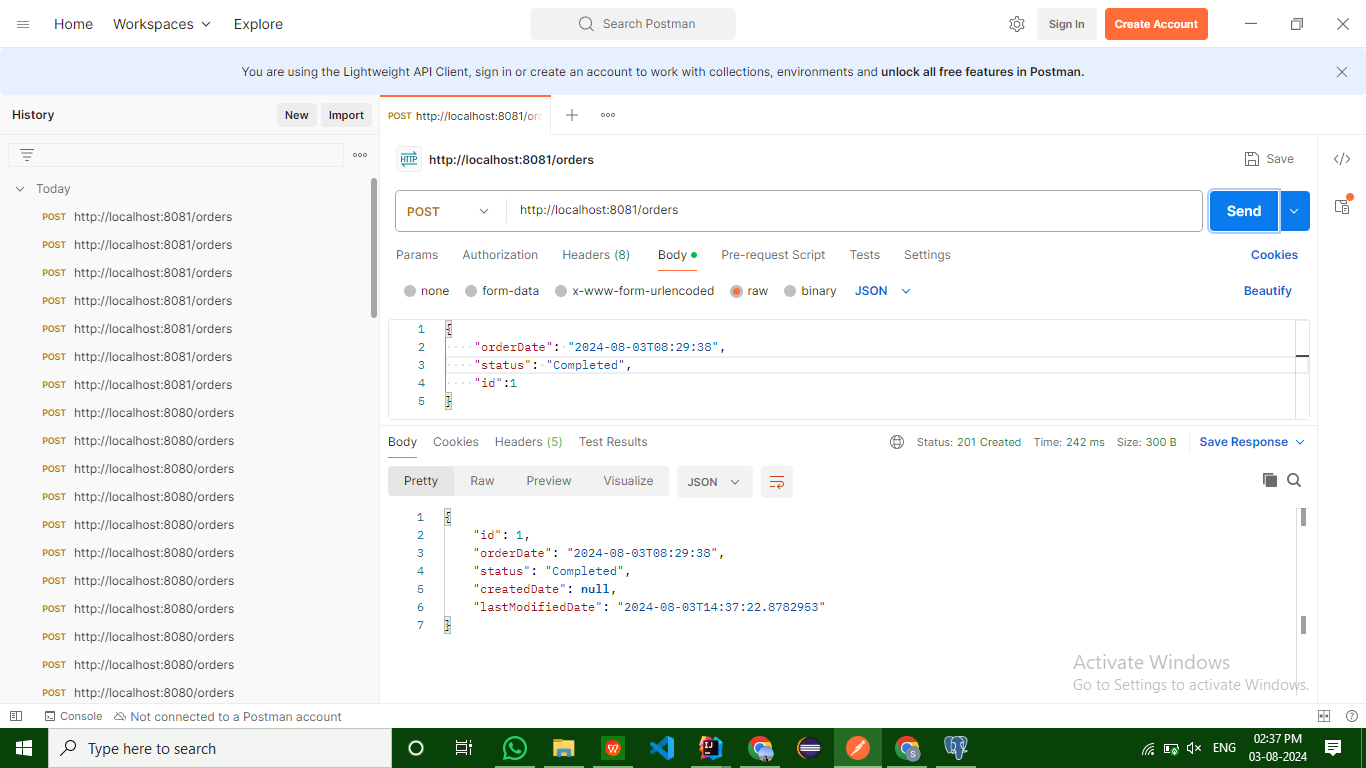 Home Workspaces Explore Search Postman Sign In Create Account
You are using the Lightweight API Client, sign in or create an account to work with collections, environments and unlock all free features in Postman.
History New Import
POST http://localhost:8081/or
HTTP http://localhost:8081/orders Save
Today
POST http://localhost:8081/orders
POST http://localhost:8081/orders
POST http://localhost:8081/orders
POST http://localhost:8081/orders
POST http://localhost:8081/orders
POST http://localhost:8081/orders
POST http://localhost:8081/orders
POST http://localhost:8080/orders
POST http://localhost:8080/orders
POST http://localhost:8080/orders
POST http://localhost:8080/orders
POST http://localhost:8080/orders
POST http://localhost:8080/orders
POST http://localhost:8080/orders
POST http://localhost:8080/orders
POST http://localhost:8080/orders
POST http://localhost:8080/orders
POST http://localhost:8080/orders
POST http://localhost:8081/orders Send
Params Authorization Headers (8) Body Pre-request Script Tests Settings Cookies
none form-data x-www-form-urlencoded raw binary JSON Beautify
1 {
2 "orderDate": "2024-08-03T08:29:38",
3 "status": "Completed",
4 "id":1
5 }
Body Cookies Headers (5) Test Results Status: 201 Created Time: 242 ms Size: 300 B Save Response
Pretty Raw Preview Visualize JSON
1 {
2 "id": 1,
3 "orderDate": "2024-08-03T08:29:38",
4 "status": "Completed",
5 "createdDate": null,
6 "lastModifiedDate": "2024-08-03T14:37:22.8782953"
7 }
Activate Windows
Go to Settings to activate Windows.
Console Not connected to a Postman account
Type here to search ENG 02:37 PM
03-08-2024